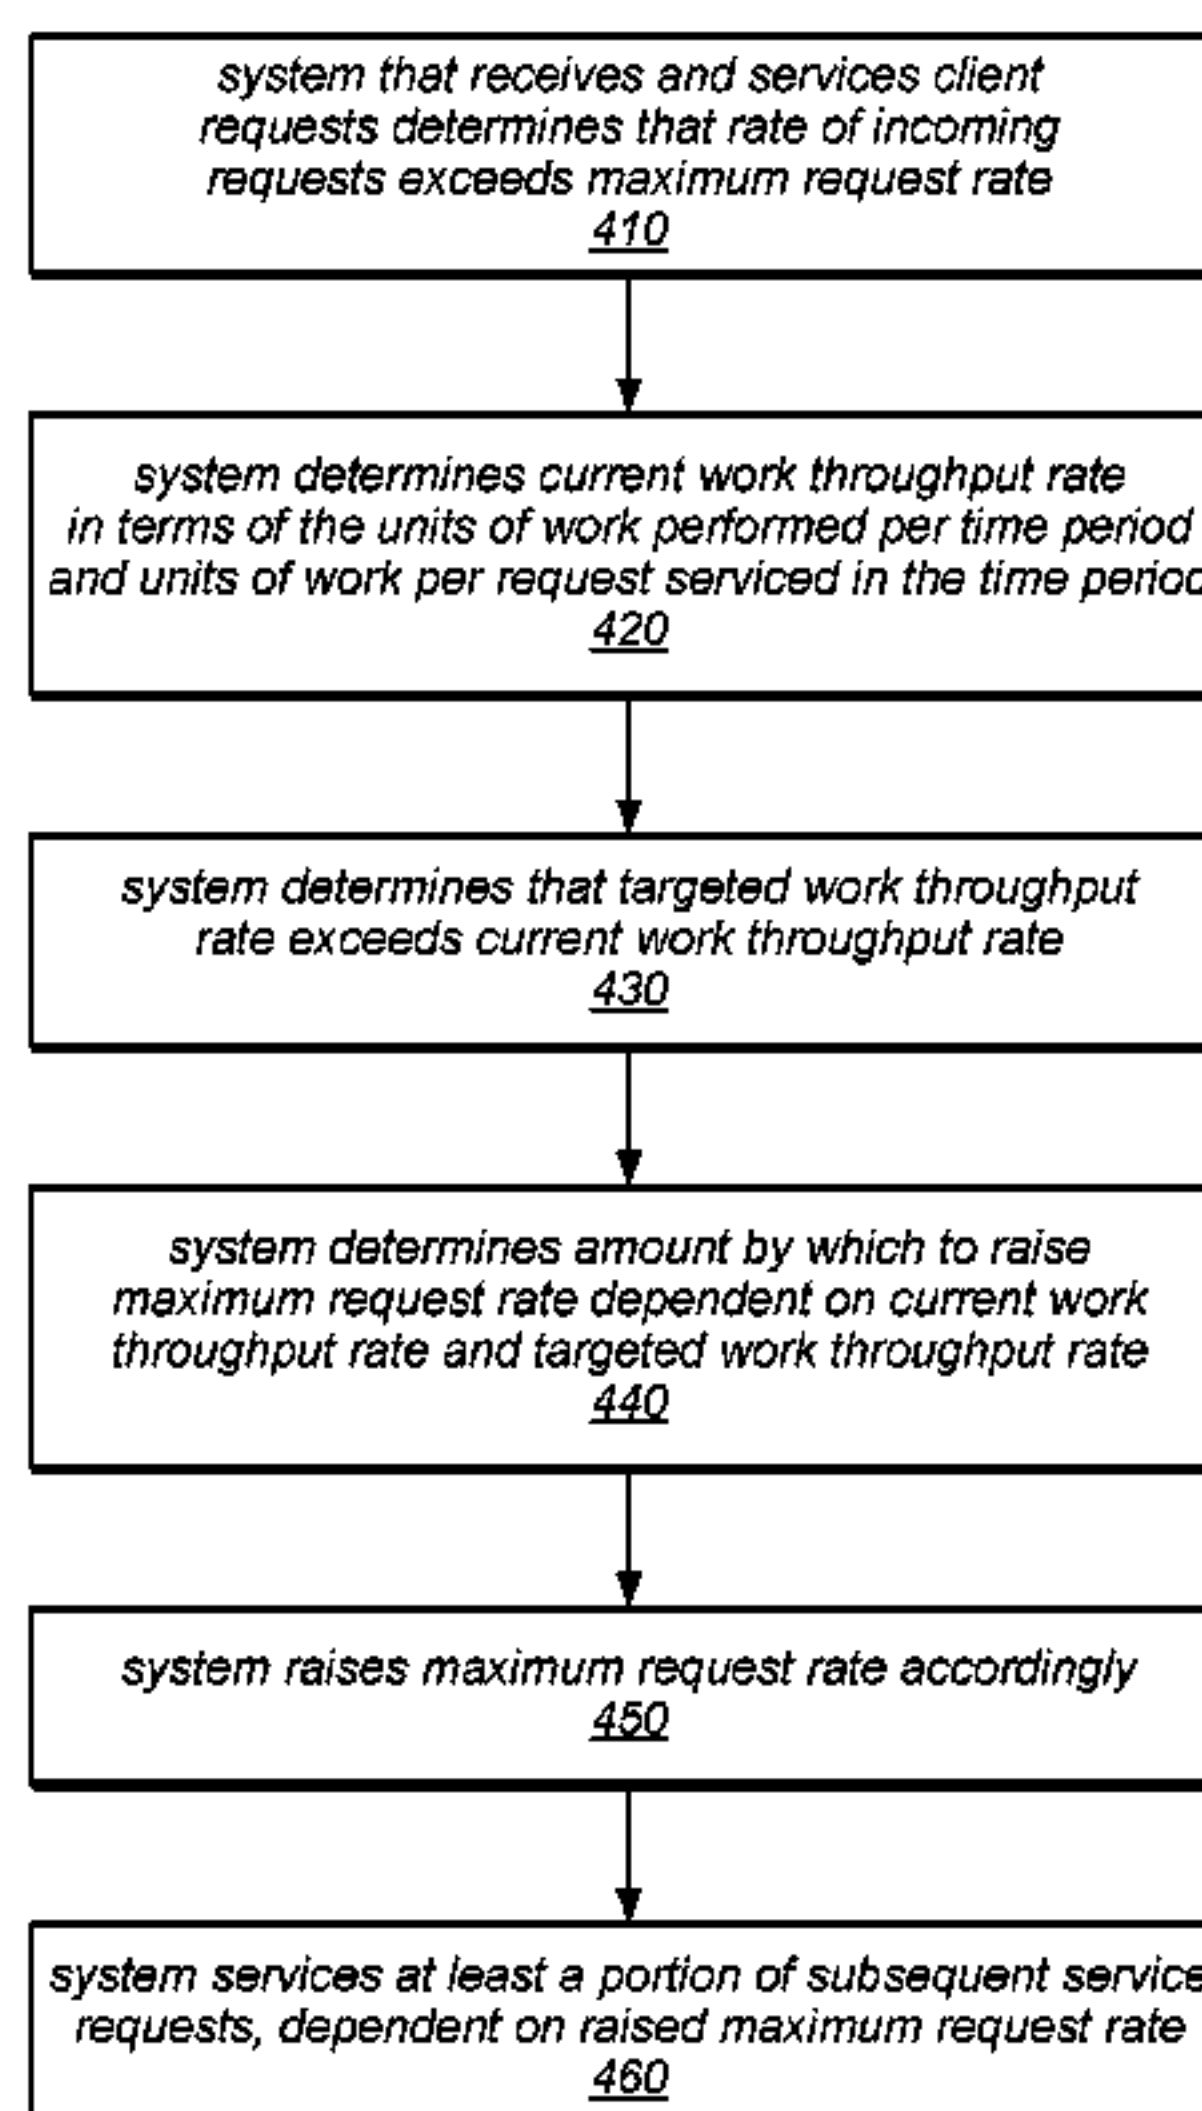 system that receives and services client
requests determines that rate of incoming
requests exceeds maximum request rate
410
system determines current work throughput rate
in terms of the units of work performed per time period
and units of work per request serviced in the time period
420
system determines that targeted work throughput
rate exceeds current work throughput rate
430
system determines amount by which to raise
maximum request rate dependent on current work
throughput rate and targeted work throughput rate
440
system raises maximum request rate accordingly
450
system services at least a portion of subsequent service
requests, dependent on raised maximum request rate
460